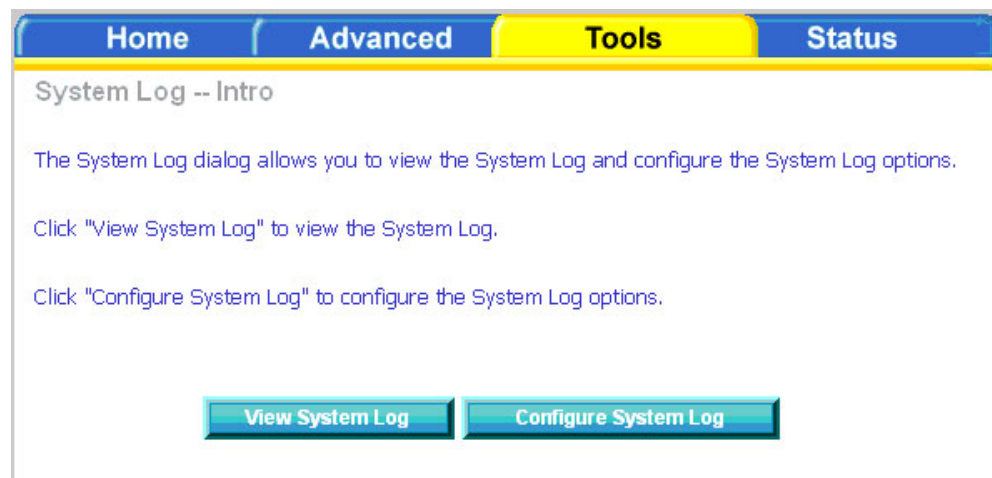 Home Advanced Tools Status
System Log -- Intro
The System Log dialog allows you to view the System Log and configure the System Log options.
Click "View System Log" to view the System Log.
Click "Configure System Log" to configure the System Log options.
View System Log Configure System Log